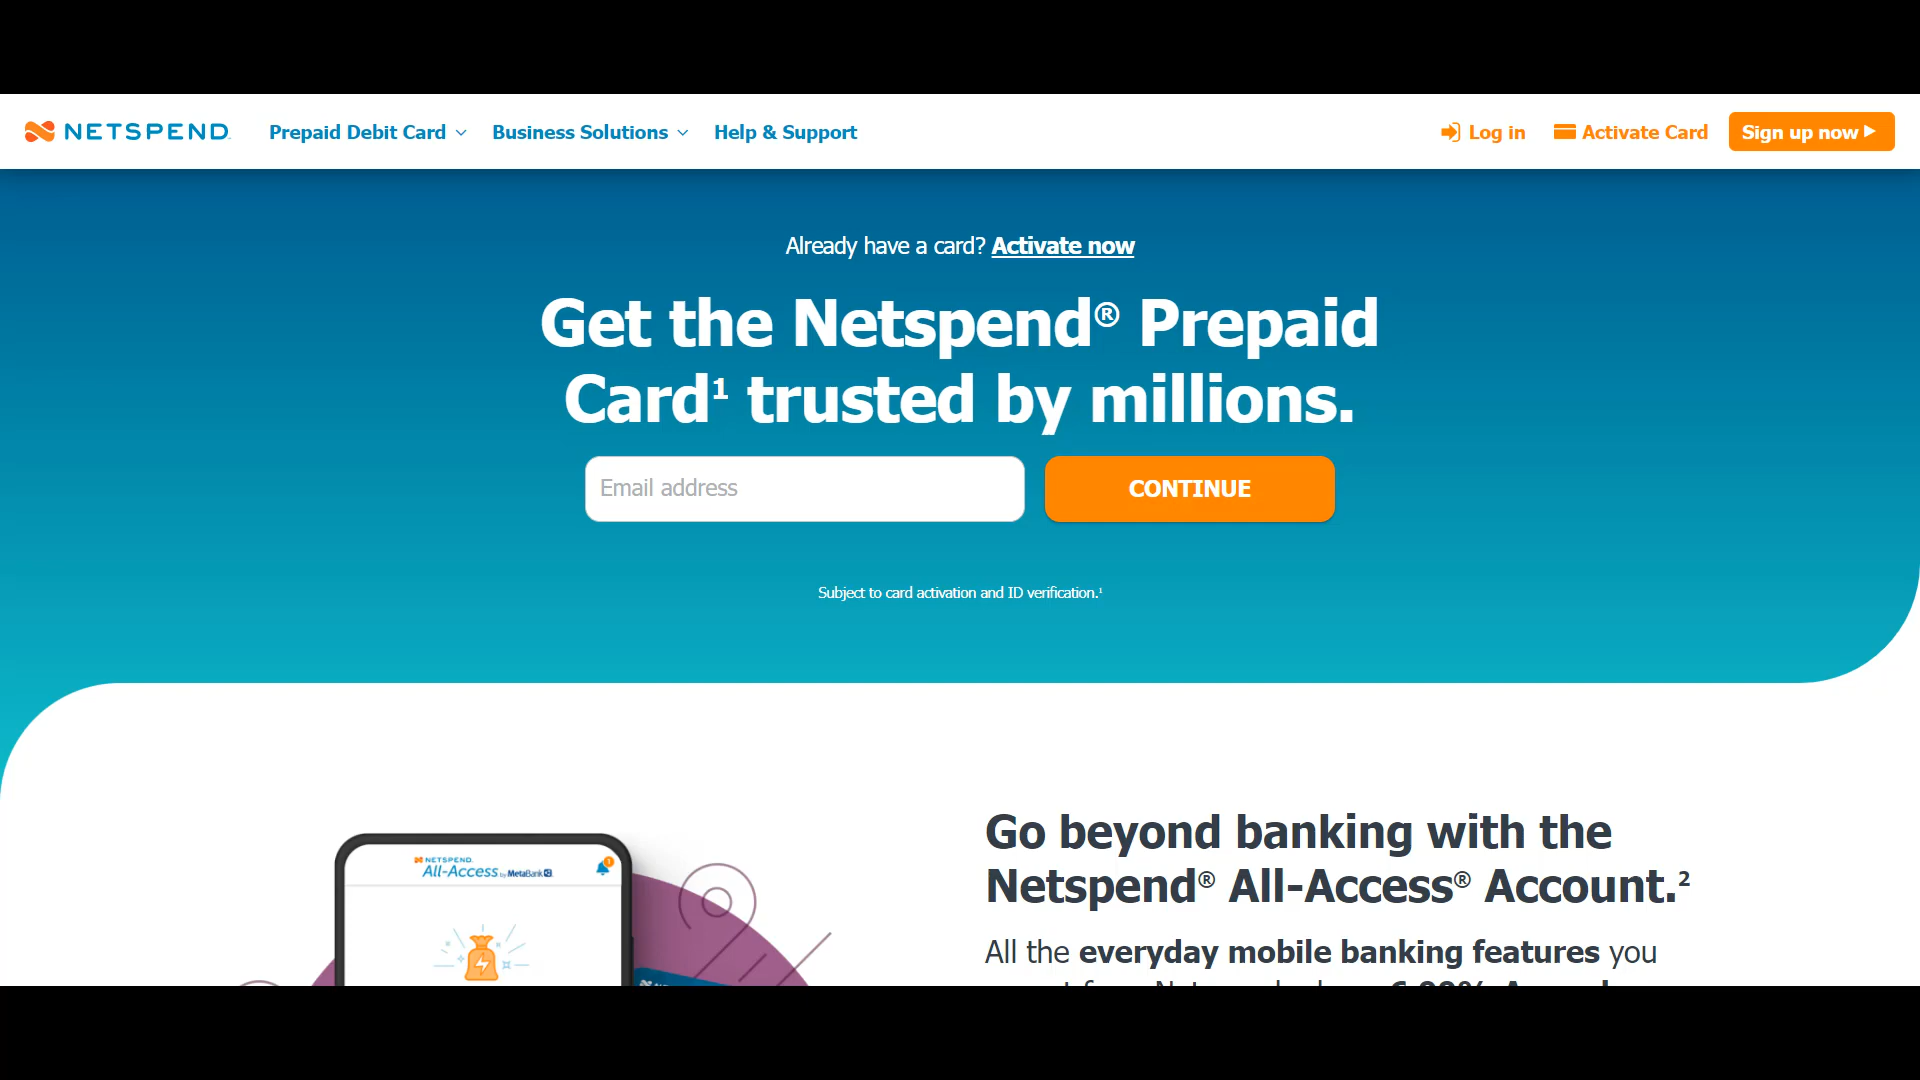 NETSPEND
Prepaid Debit Card
Business Solutions
Help & Support
Log in
Activate Card
Sign up now
Already have a card? Activate now
Get the Netspend® Prepaid
Card¹ trusted by millions.
Email address
CONTINUE
Subject to card activation and ID verification.¹
NETSPEND
All-Access by MetaBank
1
Go beyond banking with the
Netspend® All-Access® Account.²
All the everyday mobile banking features you